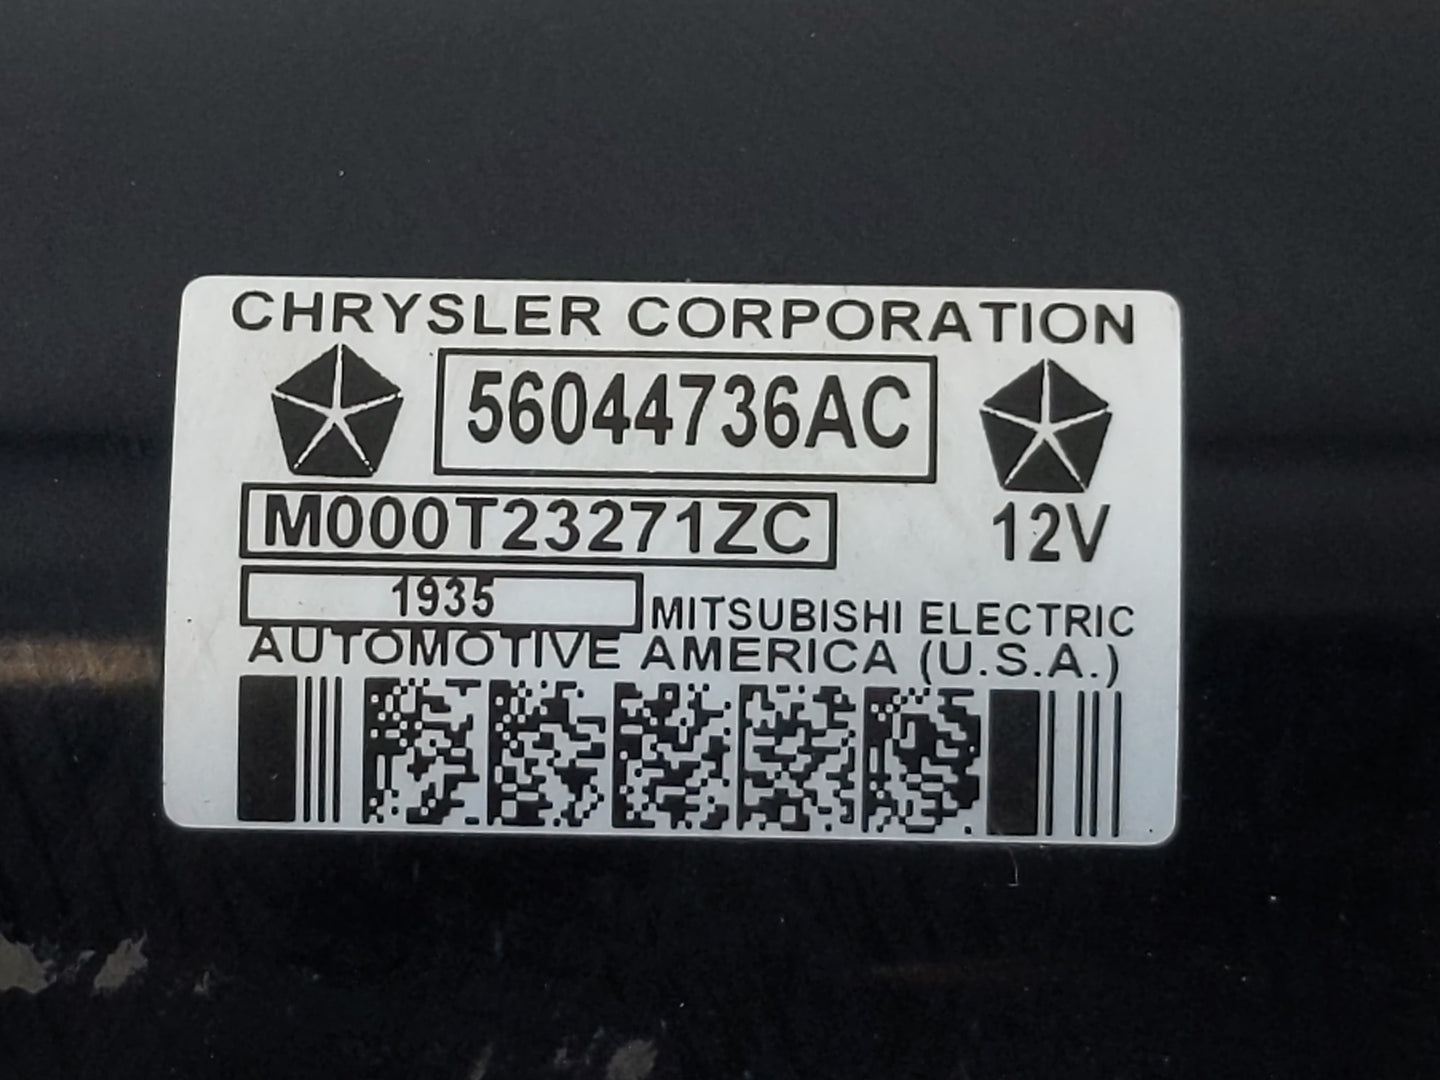 CHRYSLER CORPORATION
56044736AC
M000T23271ZC
12V
1935
MITSUBISHI ELECTRIC
AUTOMOTIVE AMERICA (U.S.A.)